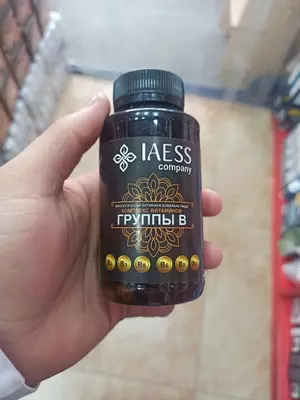 IAESS
company
БИОЛОГИЧЕСКИ АКТИВНАЯ ДОБАВКА К ПИЩЕ
КОМПЛЕКС ВИТАМИНОВ
ГРУППЫ В